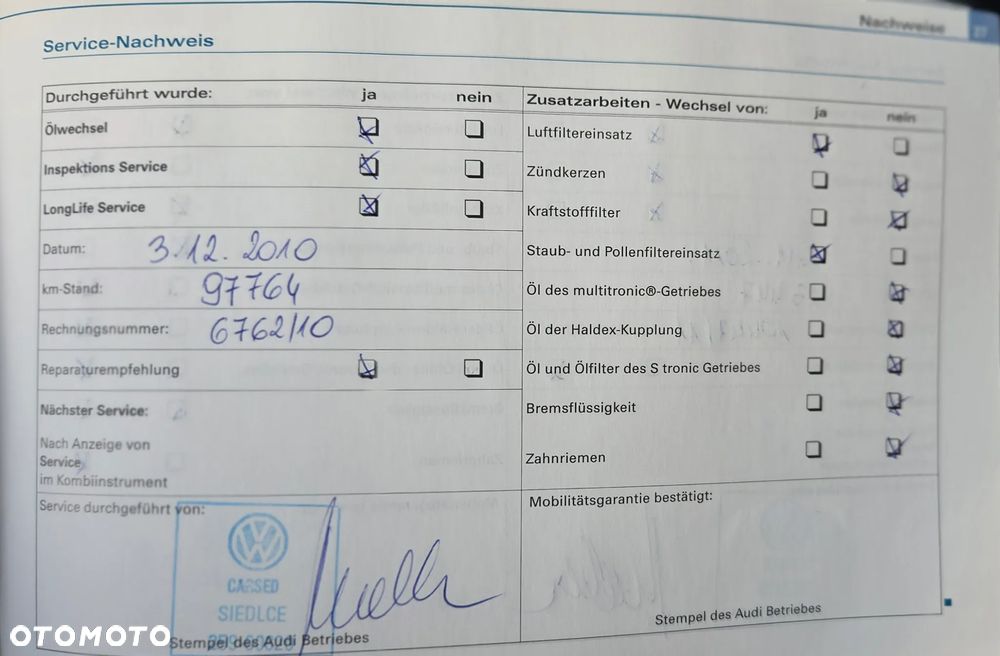 Nachweise
27
Service-Nachweis
Durchgeführt wurde: ja nein
Ölwechsel
Inspektions Service
LongLife Service
Datum: 3.12.2010
km-Stand: 97764
Rechnungsnummer: 6762/10
Reparaturempfehlung
Nächster Service:
Nach Anzeige von
Service
im Kombiinstrument
Service durchgeführt von:
CARSED
SIEDLCE
Stempel des Audi Betriebes
Zusatzarbeiten - Wechsel von: ja nein
Luftfiltereinsatz
Zündkerzen
Kraftstofffilter
Staub- und Pollenfiltereinsatz
Öl des multitronic®-Getriebes
Öl der Haldex-Kupplung
Öl und Ölfilter des S tronic Getriebes
Bremsflüssigkeit
Zahnriemen
Mobilitätsgarantie bestätigt:
Stempel des Audi Betriebes
OTOMOTO